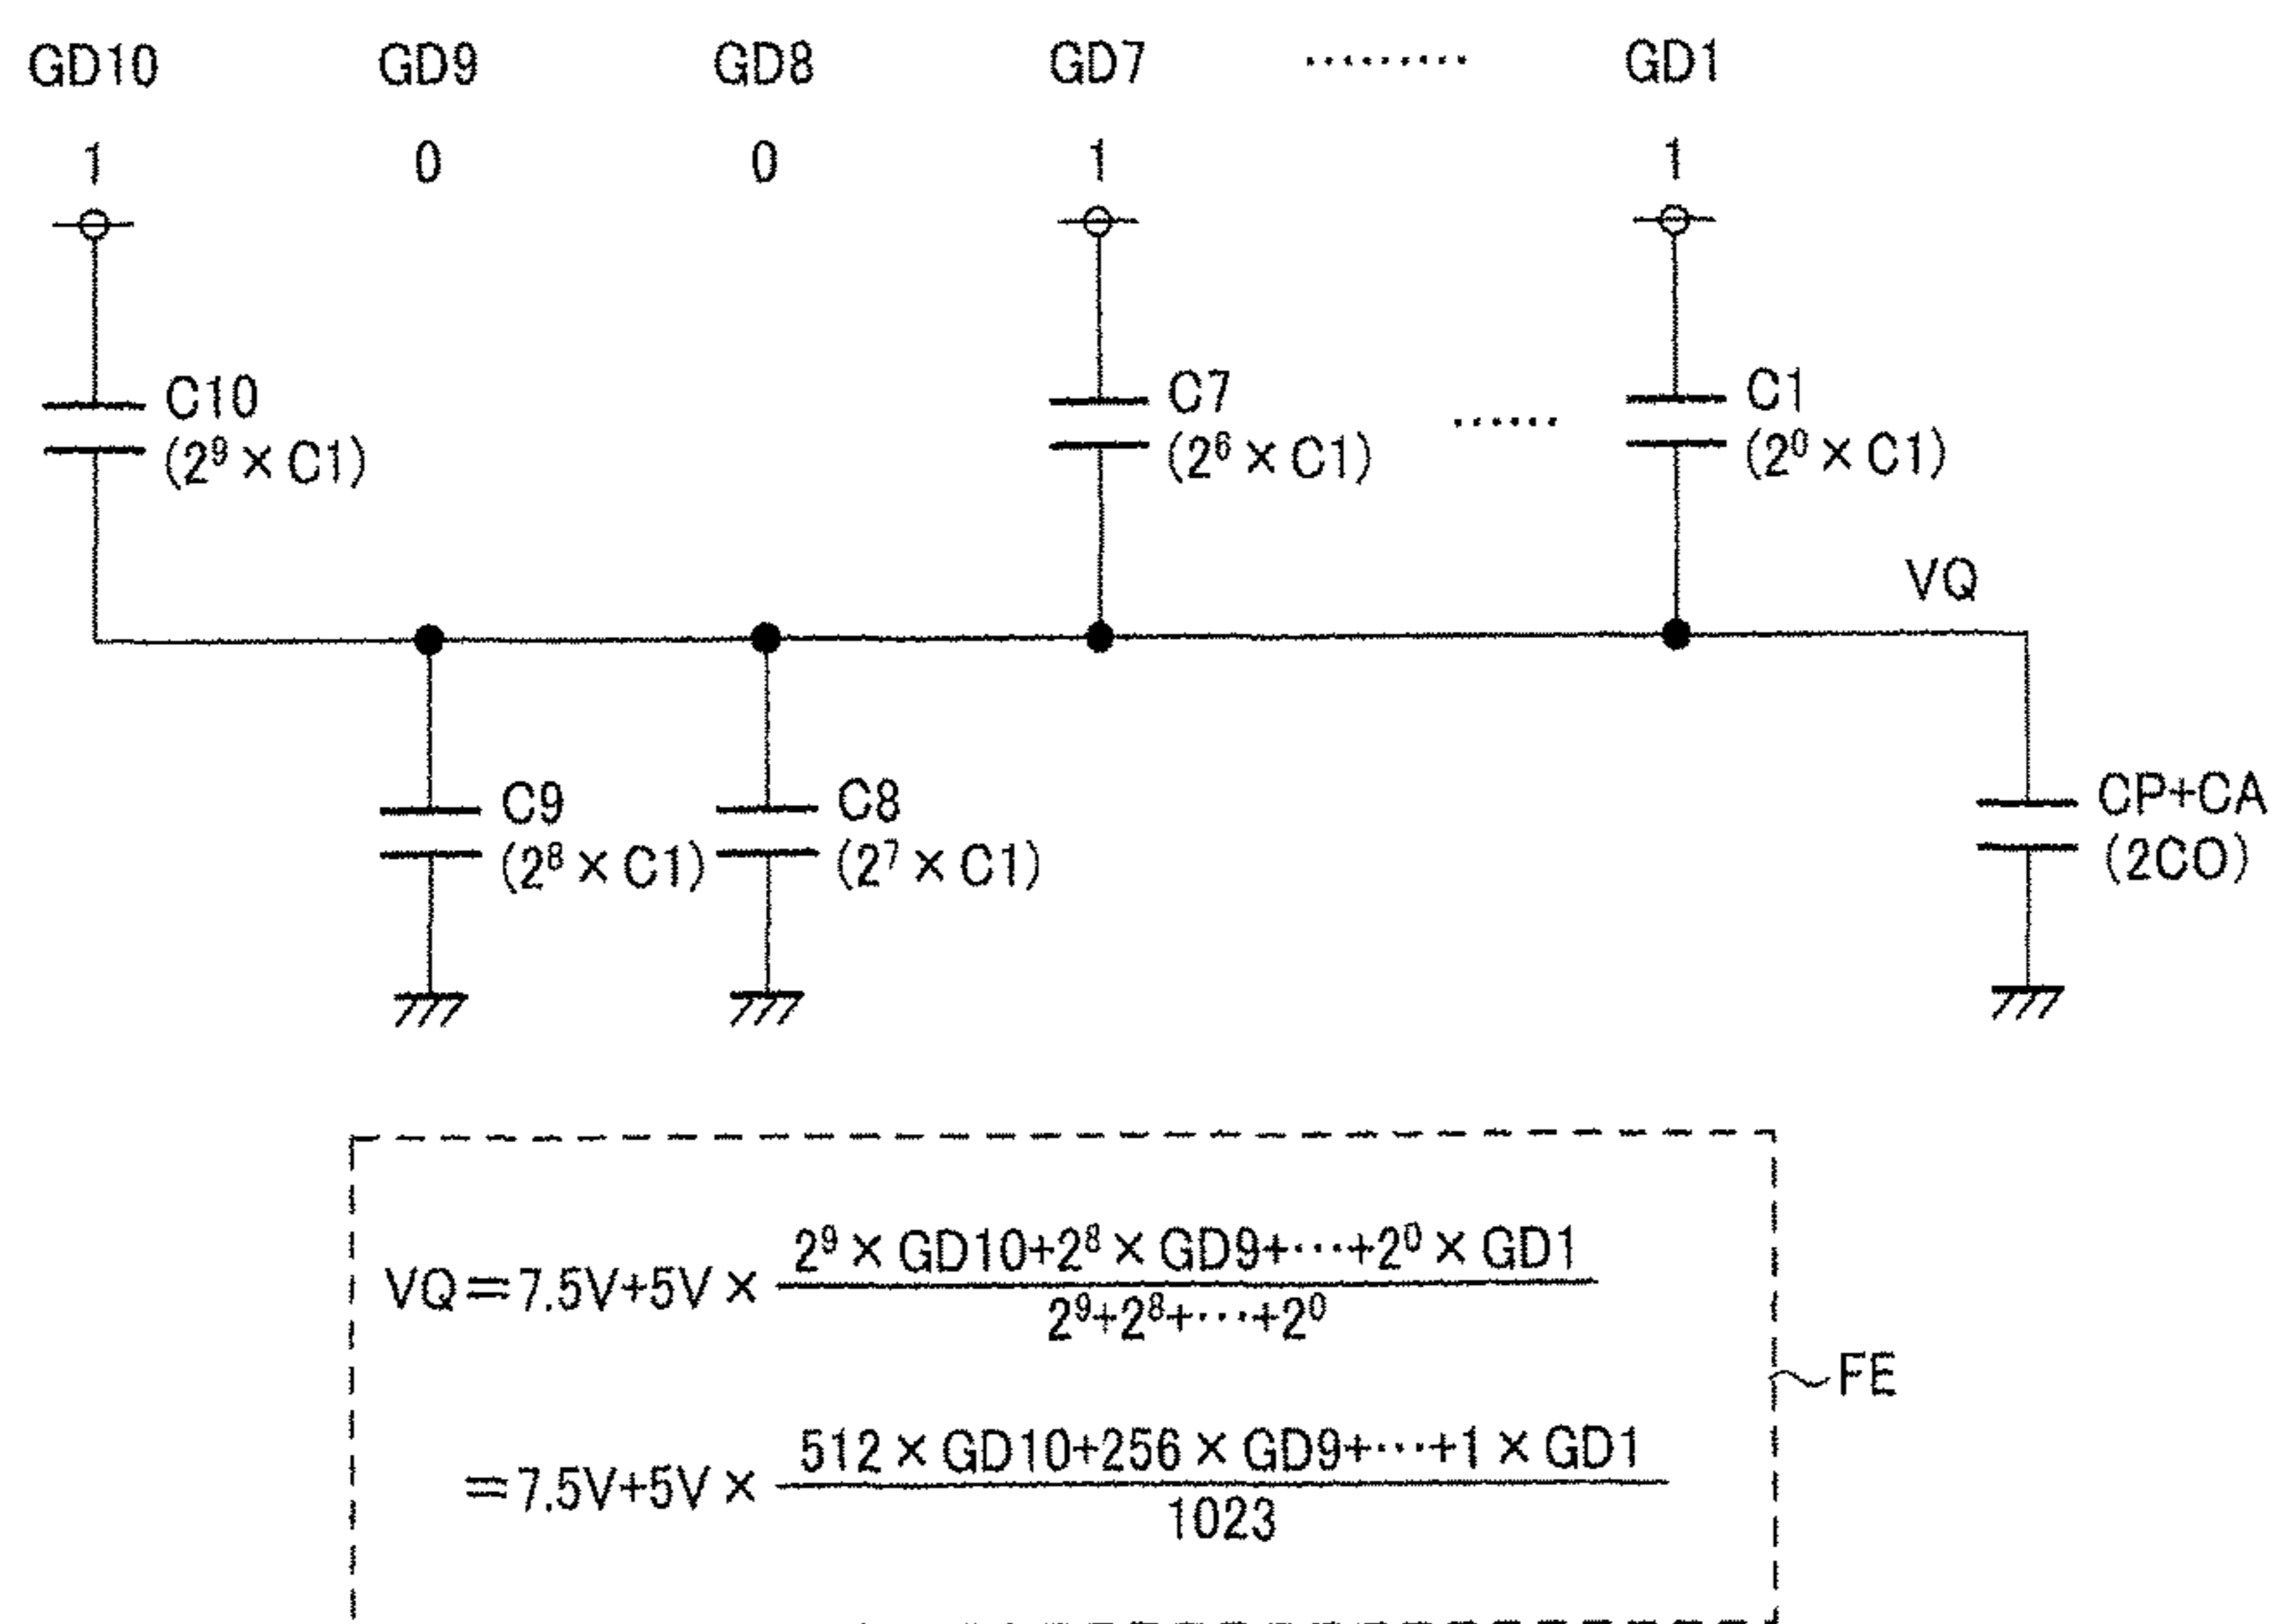 GD10 GD9 GD8 GD7 ········· GD1
1 0 0 1 1
C10
(2⁹ × C1)
C7
(2⁶ × C1)
······
C1
(2⁰ × C1)
VQ
C9
(2⁸ × C1)
C8
(2⁷ × C1)
CP+CA
(2CO)
VQ = 7.5V+5V × 2⁹ × GD10+2⁸ × GD9+···+2⁰ × GD1
2⁹+2⁸+···+2⁰
FE
= 7.5V+5V × 512 × GD10+256 × GD9+···+1 × GD1
1023